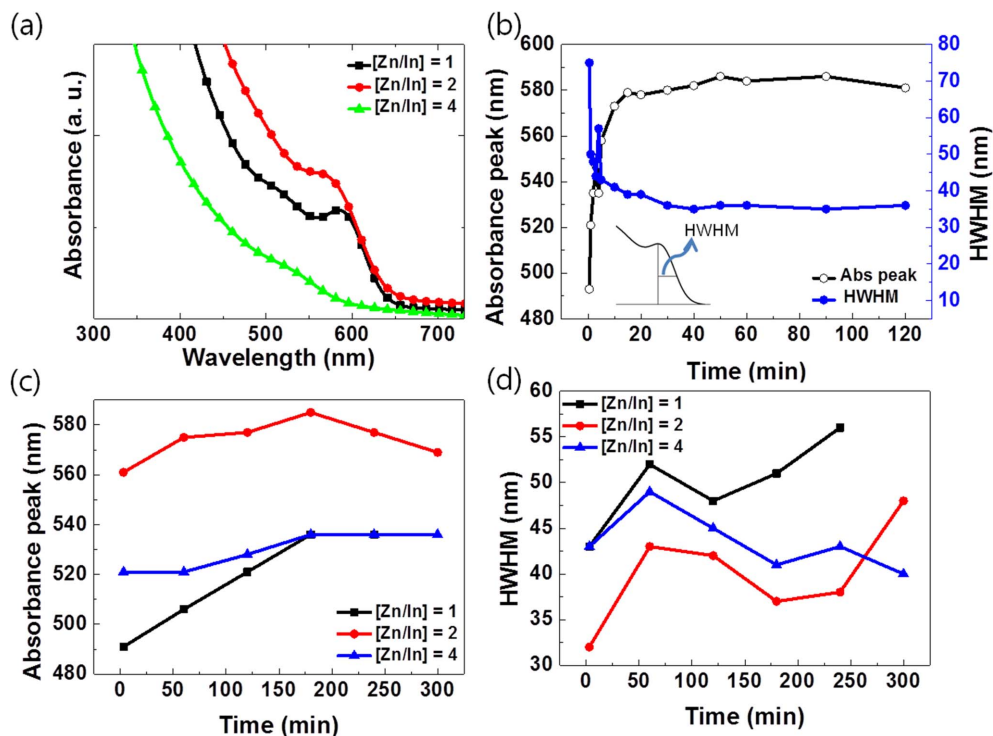 (a)
Absorbance (a. u.)
[Zn/In] = 1
[Zn/In] = 2
[Zn/In] = 4
300 400 500 600 700
Wavelength (nm)
(b)
Absorbance peak (nm)
600
580
560
540
520
500
480
80
70
60
50
40
30
20
10
HWHM (nm)
HWHM
Abs peak
HWHM
0 20 40 60 80 100 120
Time (min)
(c)
Absorbance peak (nm)
580
560
540
520
500
480
[Zn/In] = 1
[Zn/In] = 2
[Zn/In] = 4
0 50 100 150 200 250 300
Time (min)
(d)
HWHM (nm)
60
55
50
45
40
35
30
[Zn/In] = 1
[Zn/In] = 2
[Zn/In] = 4
0 50 100 150 200 250 300
Time (min)